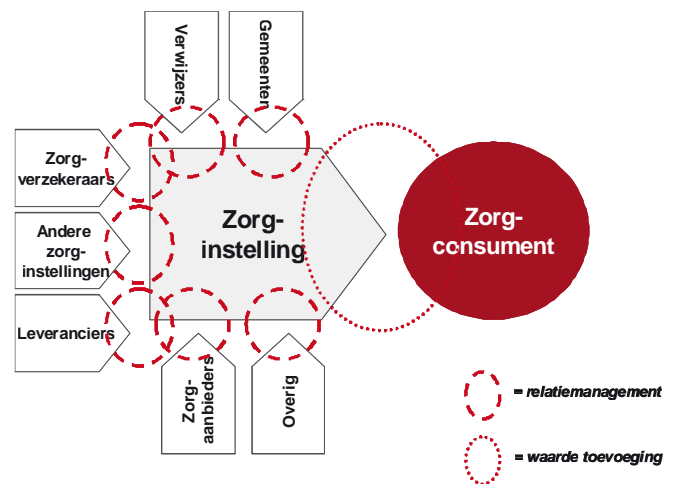 Verwijzers
Gemeenten
Zorg-
verzekeraars
Andere
zorg-
instellingen
Leveranciers
Zorg-
instelling
Zorg-
consument
Zorg-
aanbieders
Overig
= relatiemanagement
= waarde toevoeging